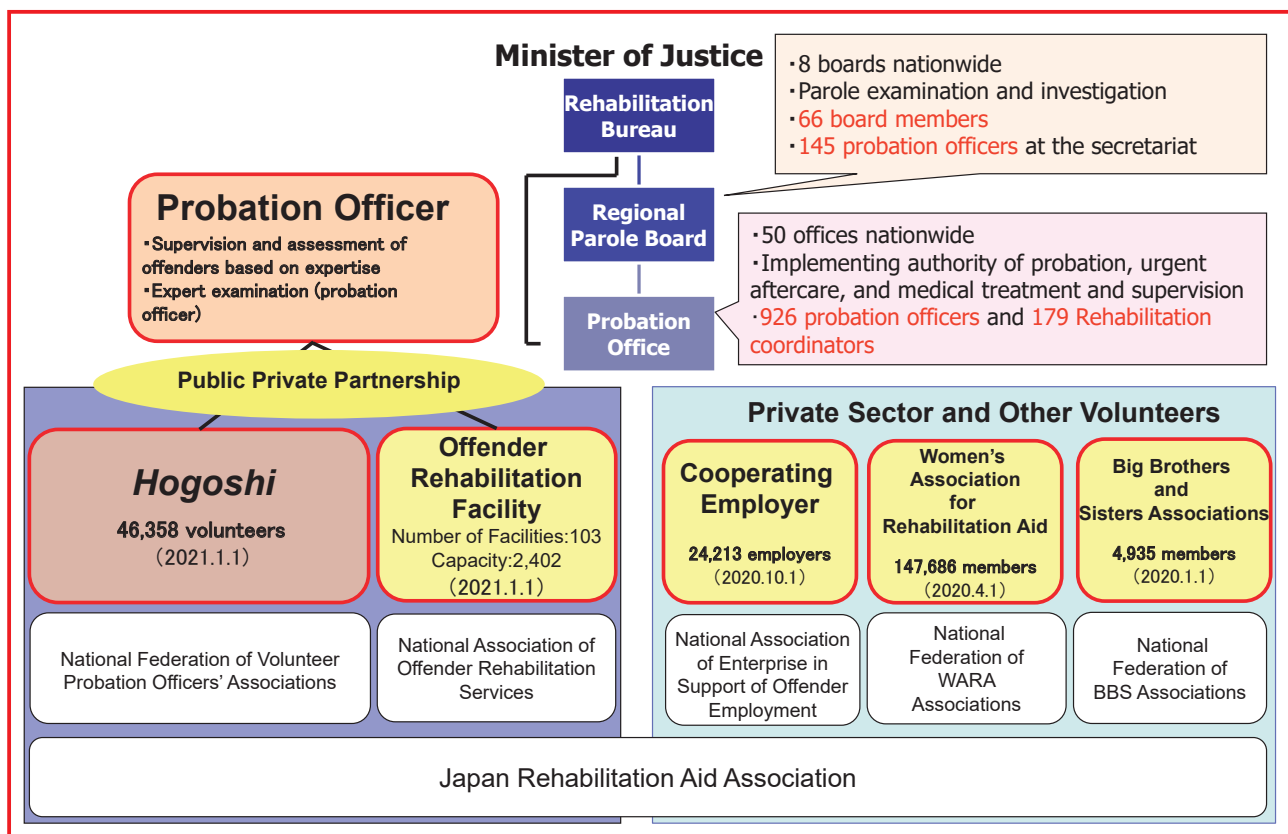 Minister of Justice
Rehabilitation
Bureau
・8 boards nationwide
・Parole examination and investigation
・66 board members
・145 probation officers at the secretariat
Regional
Parole Board
Probation
Office
・50 offices nationwide
・Implementing authority of probation, urgent
aftercare, and medical treatment and supervision
・926 probation officers and 179 Rehabilitation
coordinators
Probation Officer
・Supervision and assessment of
offenders based on expertise
・Expert examination (probation
officer)
Public Private Partnership
Hogoshi
46,358 volunteers
（2021.1.1）
Offender
Rehabilitation
Facility
Number of Facilities:103
Capacity:2,402
（2021.1.1）
National Federation of Volunteer
Probation Officers’ Associations
National Association of
Offender Rehabilitation
Services
Private Sector and Other Volunteers
Cooperating
Employer
24,213 employers
（2020.10.1）
Women’s
Association
for
Rehabilitation Aid
147,686 members
（2020.4.1）
Big Brothers
and
Sisters Associations
4,935 members
（2020.1.1）
National Association
of Enterprise in
Support of Offender
Employment
National
Federation of
WARA
Associations
National
Federation of
BBS Associations
Japan Rehabilitation Aid Association